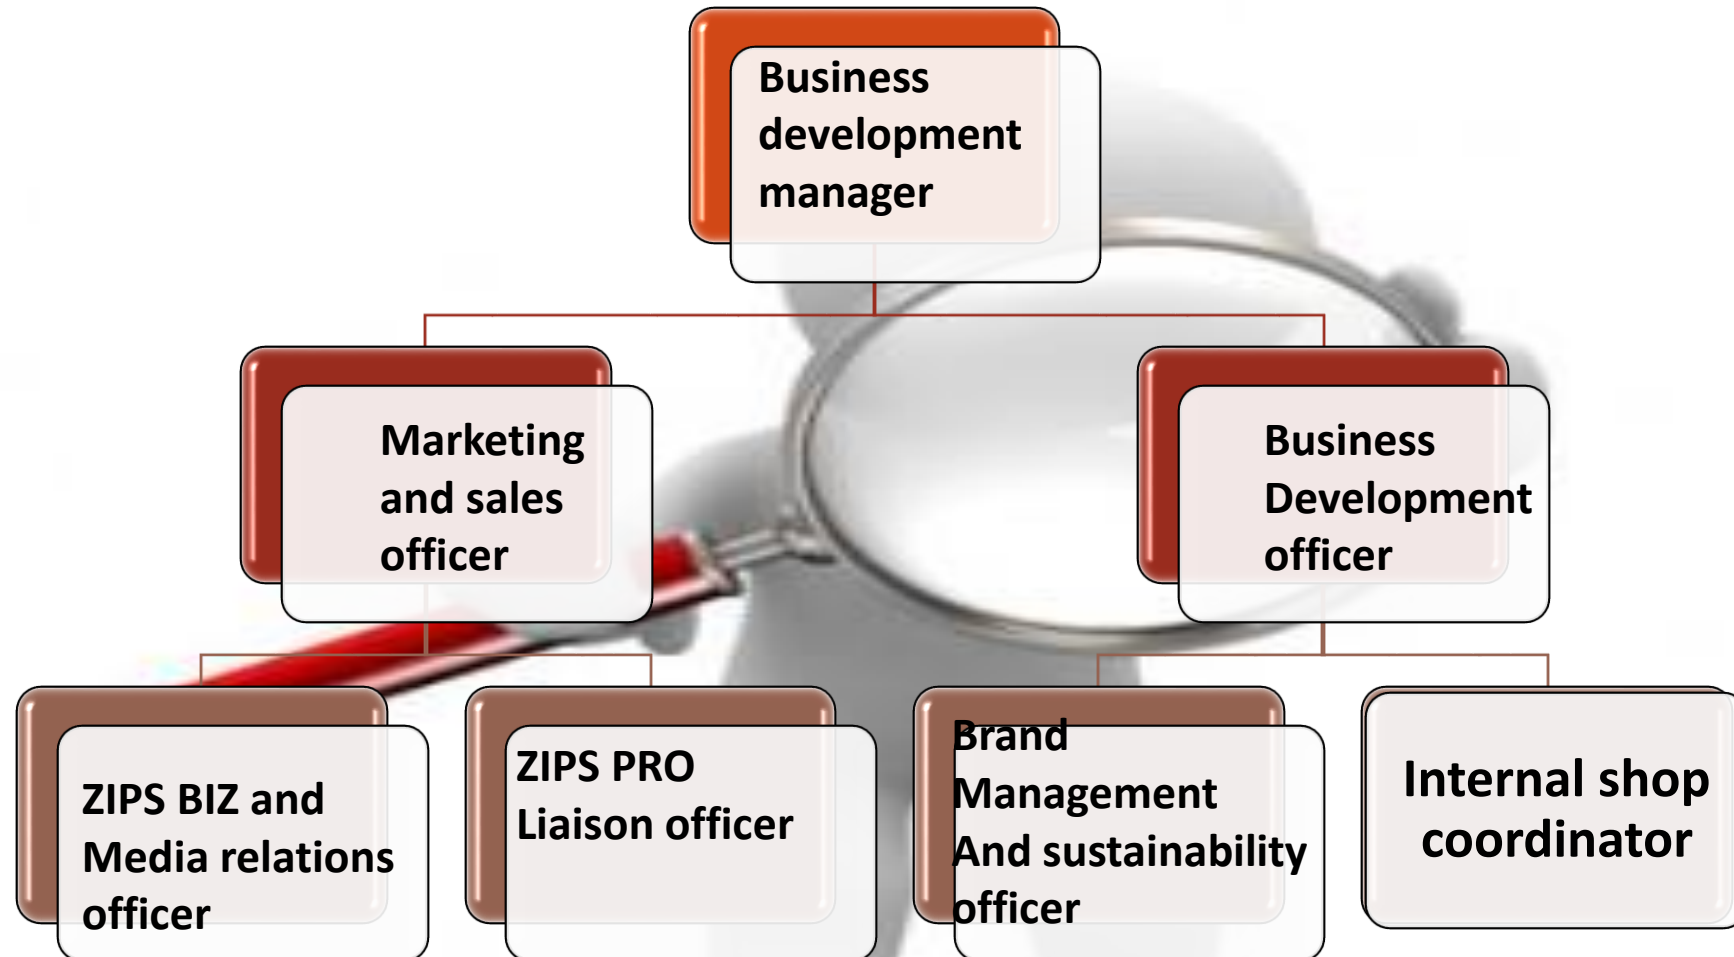 Business
development
manager
Marketing
and sales
officer
Business
Development
officer
ZIPS BIZ and
Media relations
officer
ZIPS PRO
Liaison officer
Brand
Management
And sustainability
officer
Internal shop
coordinator